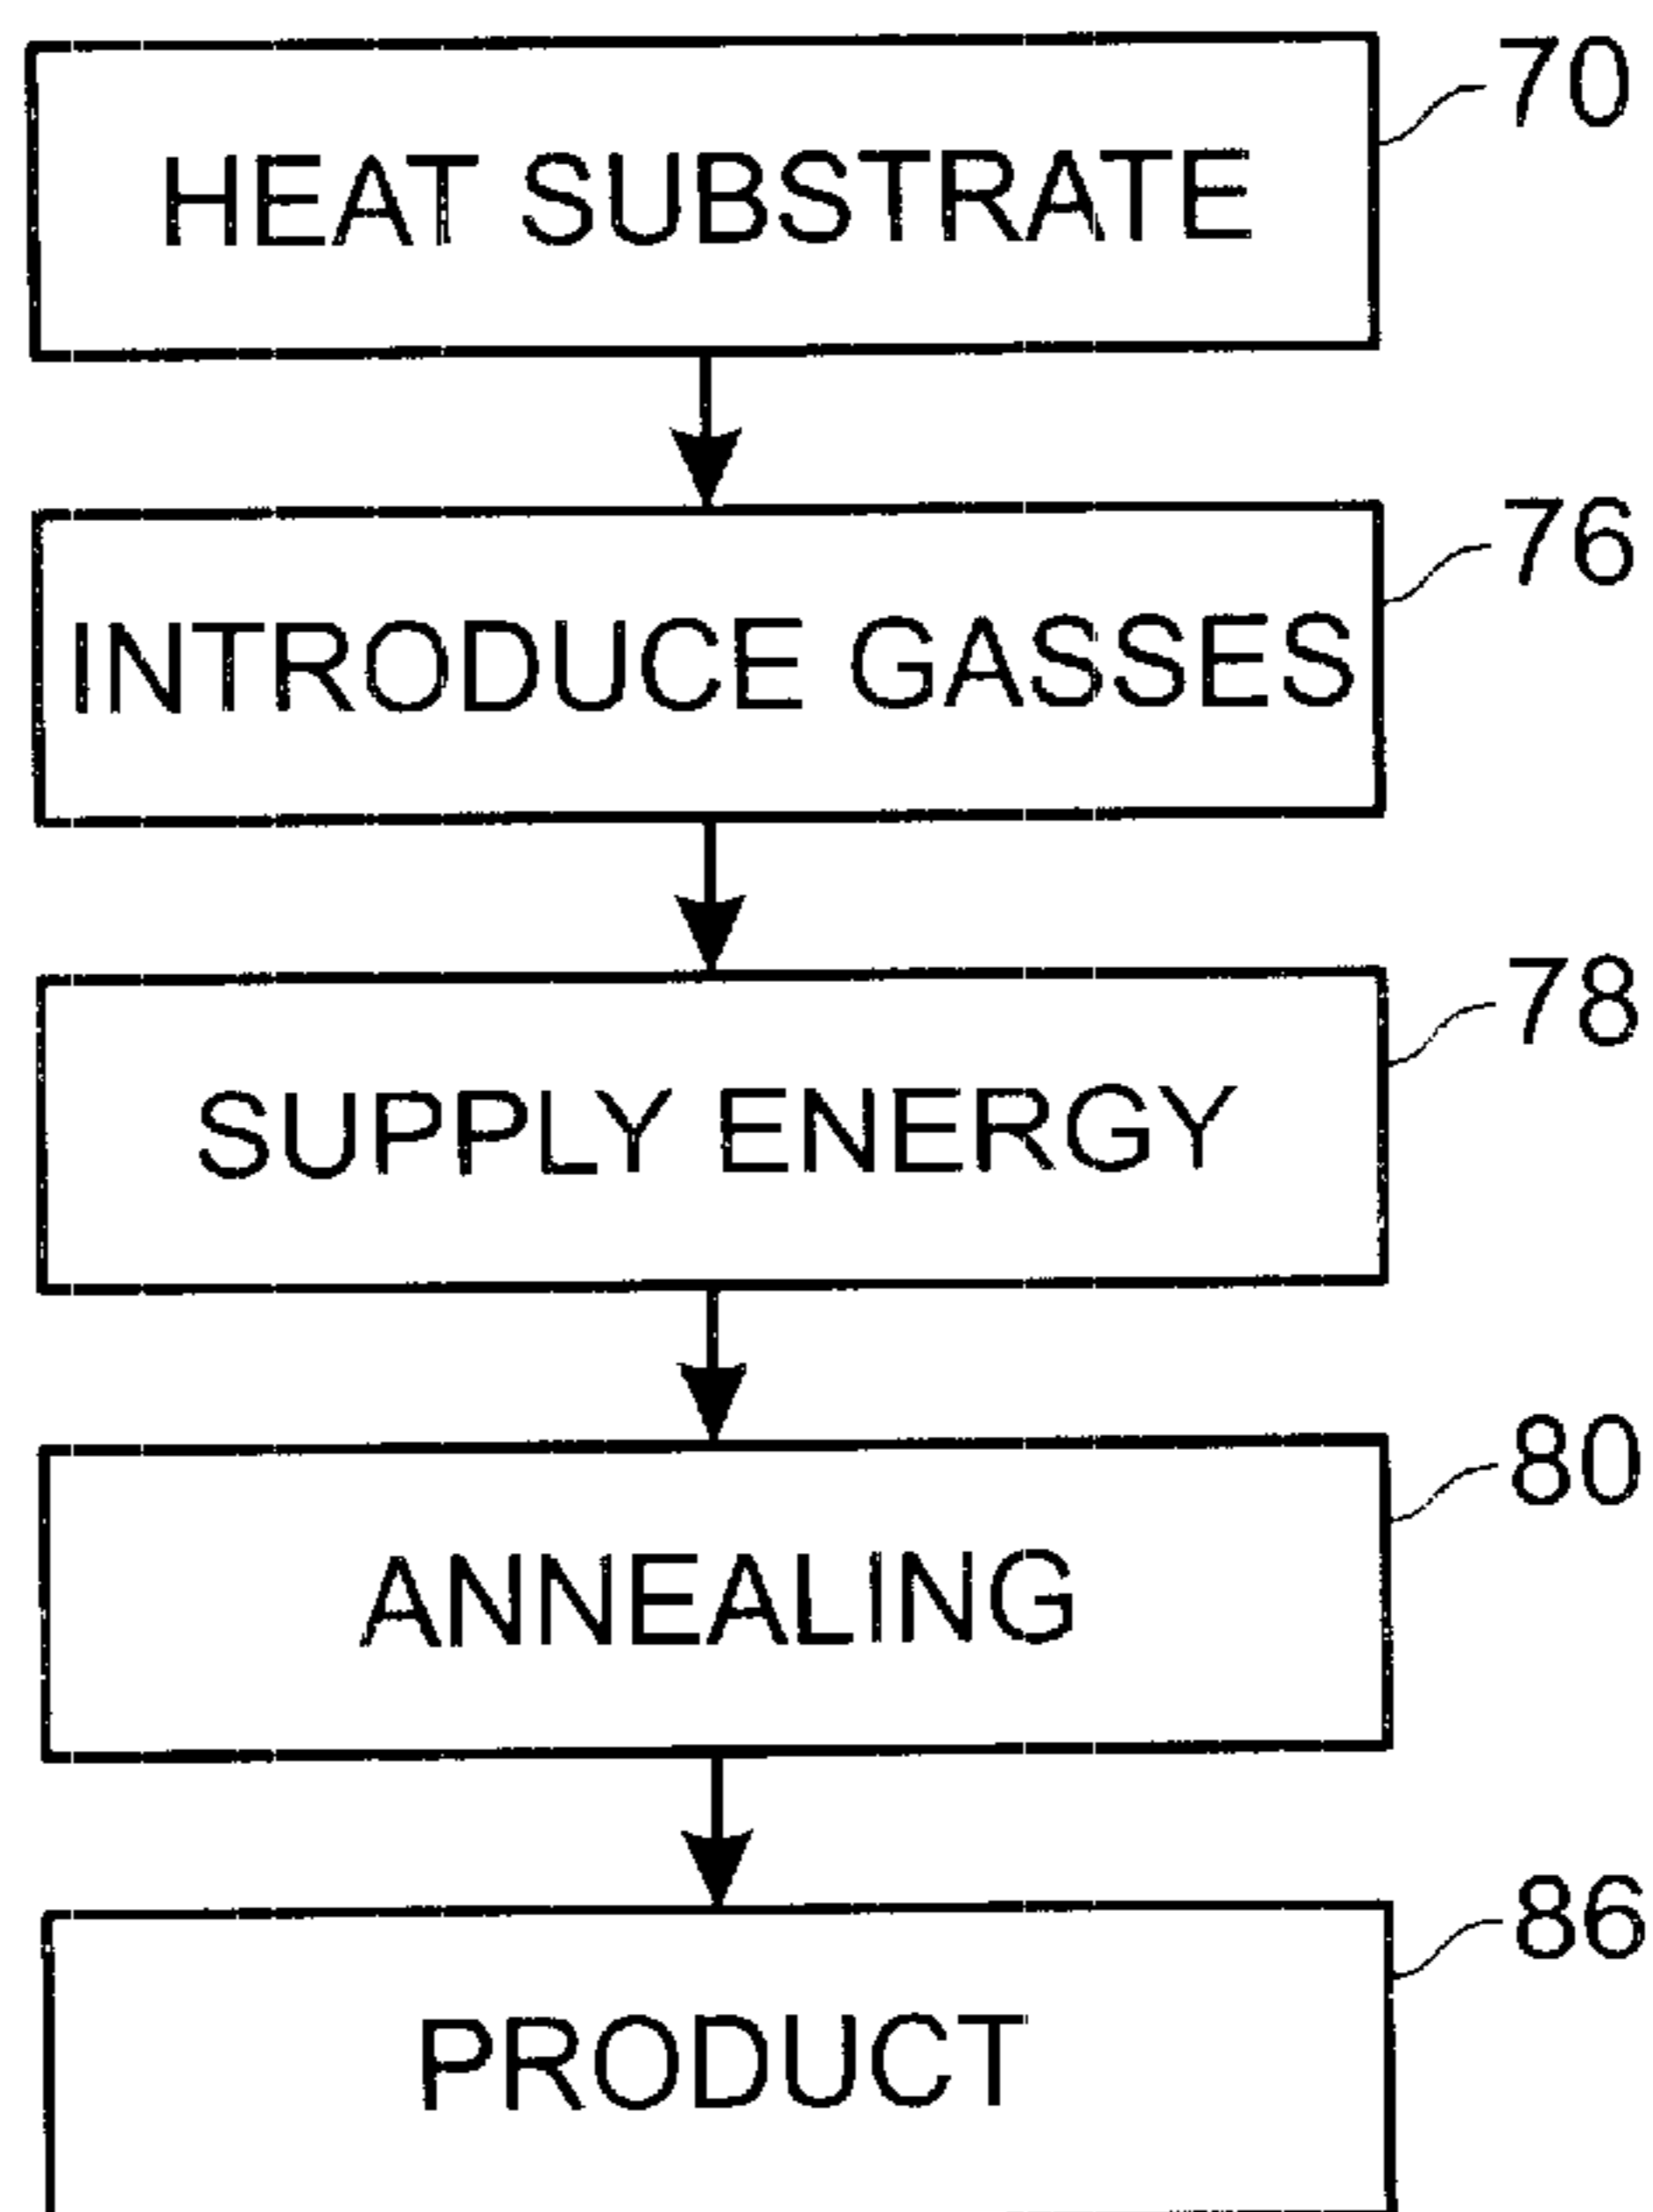 70
HEAT SUBSTRATE
76
INTRODUCE GASSES
78
SUPPLY ENERGY
80
ANNEALING
86
PRODUCT